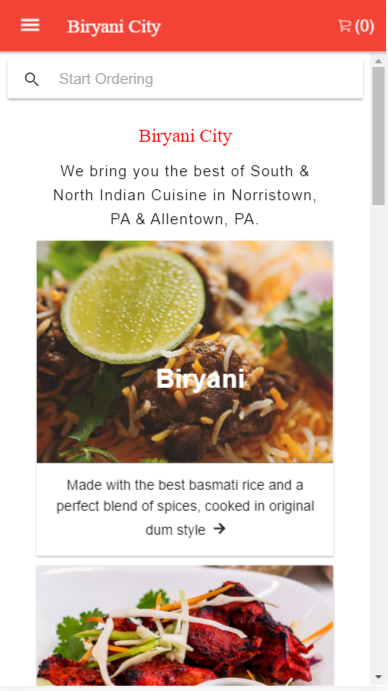 Biryani City
(0)
Start Ordering
Biryani City
We bring you the best of South &
North Indian Cuisine in Norristown,
PA & Allentown, PA.
Biryani
Made with the best basmati rice and a
perfect blend of spices, cooked in original
dum style